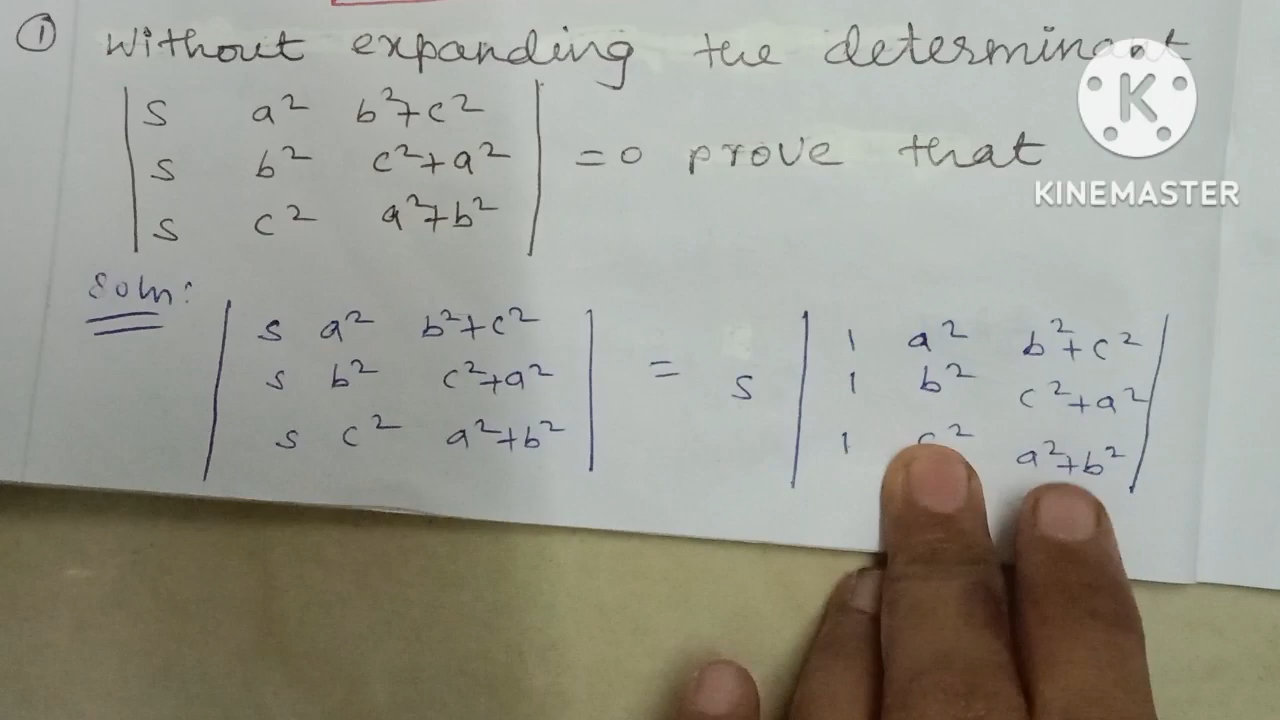 ① Without expanding the determinant
| s a² b²+c² |
| s b² c²+a² | =0 prove that
| s c² a²+b² |
K
KINEMASTER
Soln:
| s a² b²+c² | | 1 a² b²+c² |
| s b² c²+a² | = s | 1 b² c²+a² |
| s c² a²+b² | | 1 c² a²+b² |